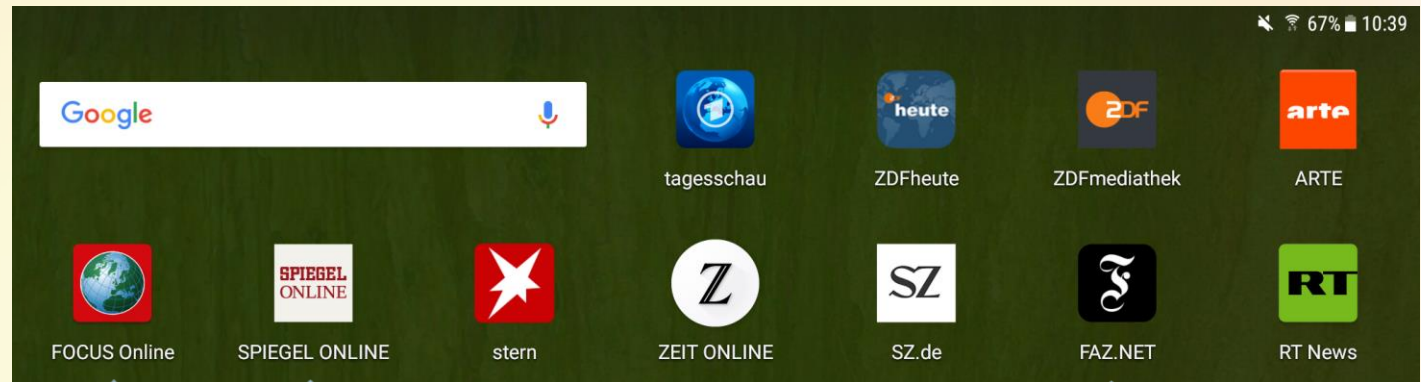 67% 10:39
Google
1 heute ZDF arte
tagesschau ZDFheute ZDFmediathek ARTE
SPIEGEL
ONLINE
Z SZ F RT
FOCUS Online SPIEGEL ONLINE stern ZEIT ONLINE SZ.de FAZ.NET RT News